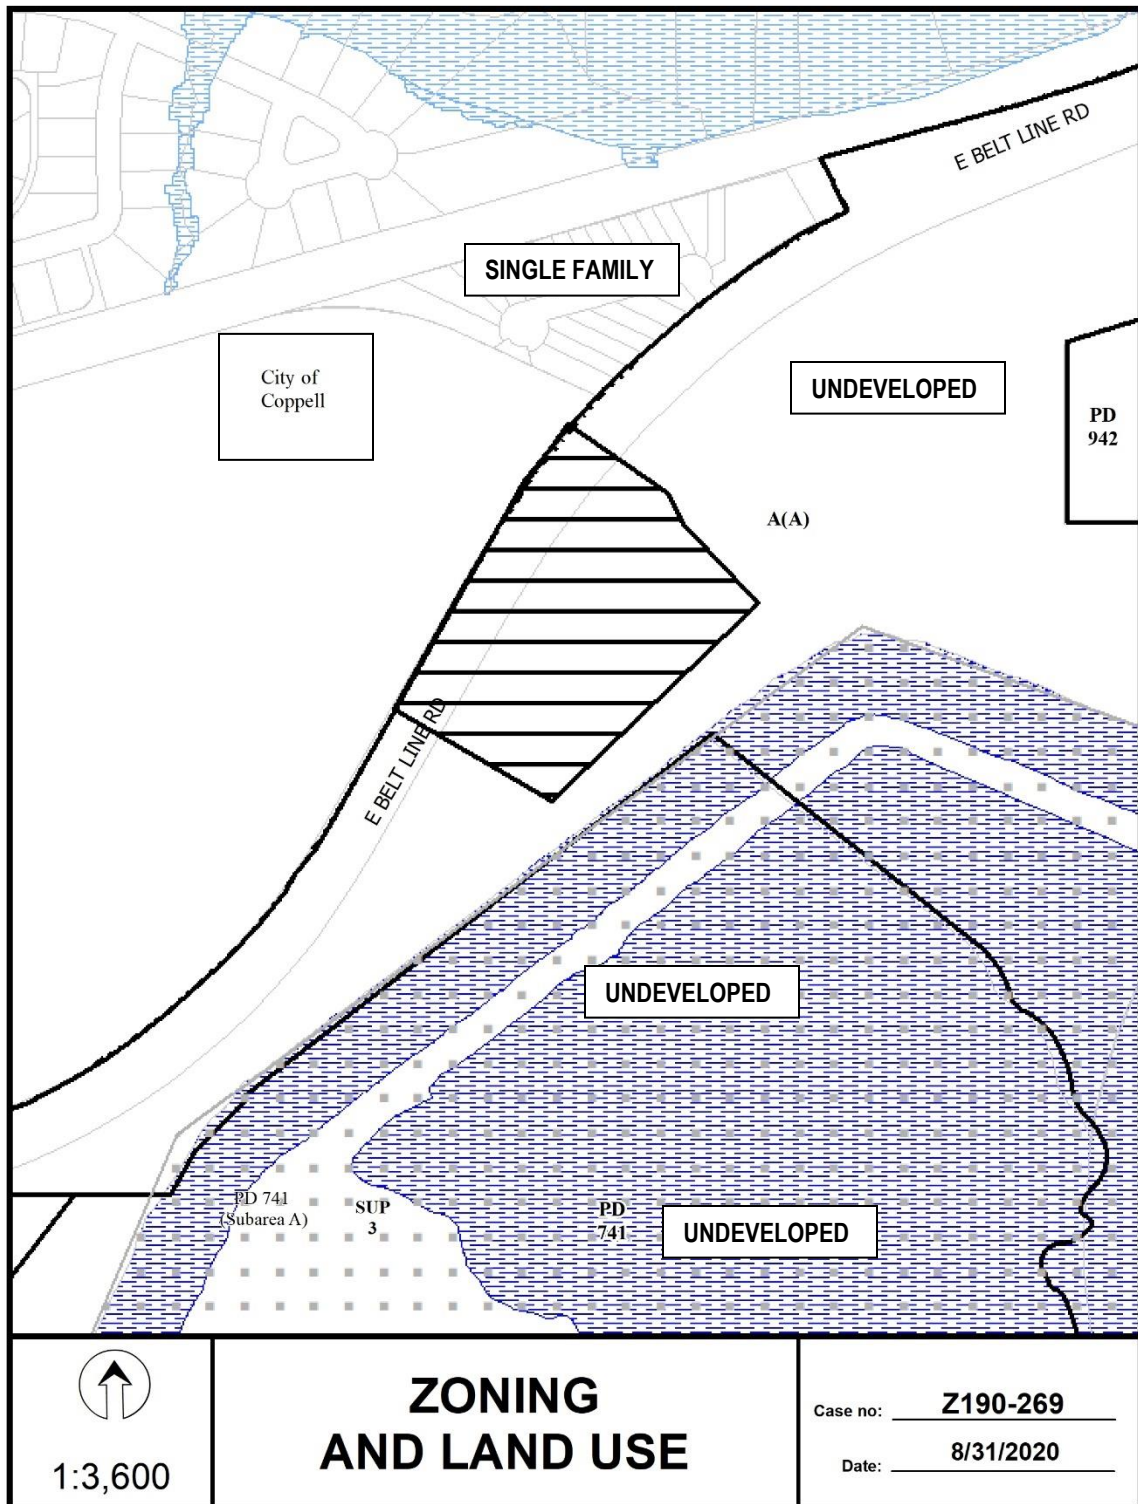 E BELT LINE RD
SINGLE FAMILY
City of
Coppell
UNDEVELOPED
PD
942
A(A)
E BELT LINE RD
UNDEVELOPED
PD 741
(Subarea A)
SUP
3
PD
741
UNDEVELOPED
1:3,600
ZONING
AND LAND USE
Case no: Z190-269
Date: 8/31/2020